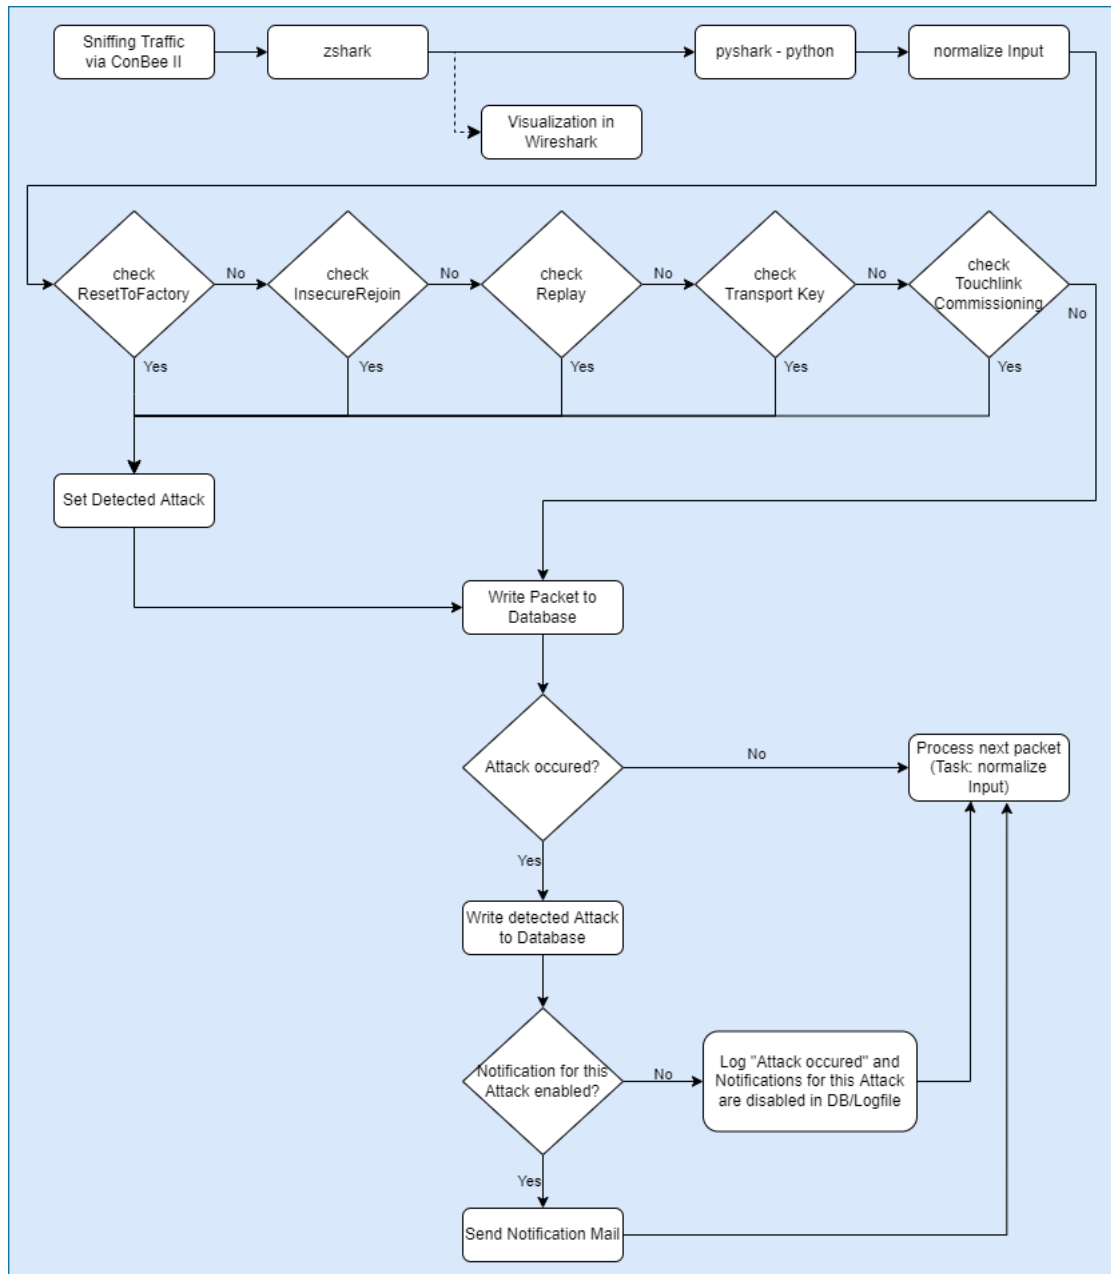 Sniffing Traffic
via ConBee II
zshark
pyshark - python
normalize Input
Visualization in
Wireshark
check
ResetToFactory
No
check
InsecureRejoin
No
check
Replay
No
check
Transport Key
No
check
Touchlink
Commissioning
No
Yes
Yes
Yes
Yes
Yes
Set Detected Attack
Write Packet to
Database
Attack occured?
No
Process next packet
(Task: normalize
Input)
Yes
Write detected Attack
to Database
Notification for this
Attack enabled?
No
Log "Attack occured" and
Notifications for this Attack
are disabled in DB/Logfile
Yes
Send Notification Mail